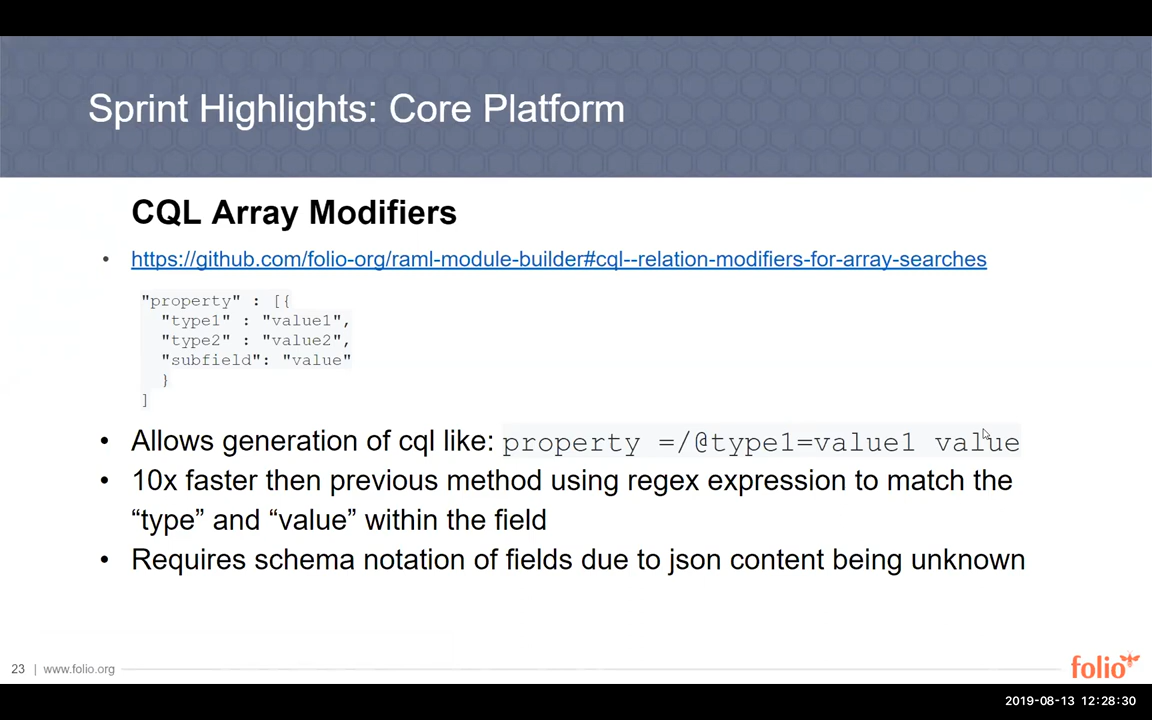 Sprint Highlights: Core Platform
CQL Array Modifiers
• https://github.com/folio-org/raml-module-builder#cql--relation-modifiers-for-array-searches
"property" : [{
"type1" : "value1",
"type2" : "value2",
"subfield": "value"
}
]
• Allows generation of cql like: property =/@type1=value1 value
• 10x faster then previous method using regex expression to match the
“type” and “value” within the field
• Requires schema notation of fields due to json content being unknown
23 | www.folio.org
folio
2019-08-13 12:28:30